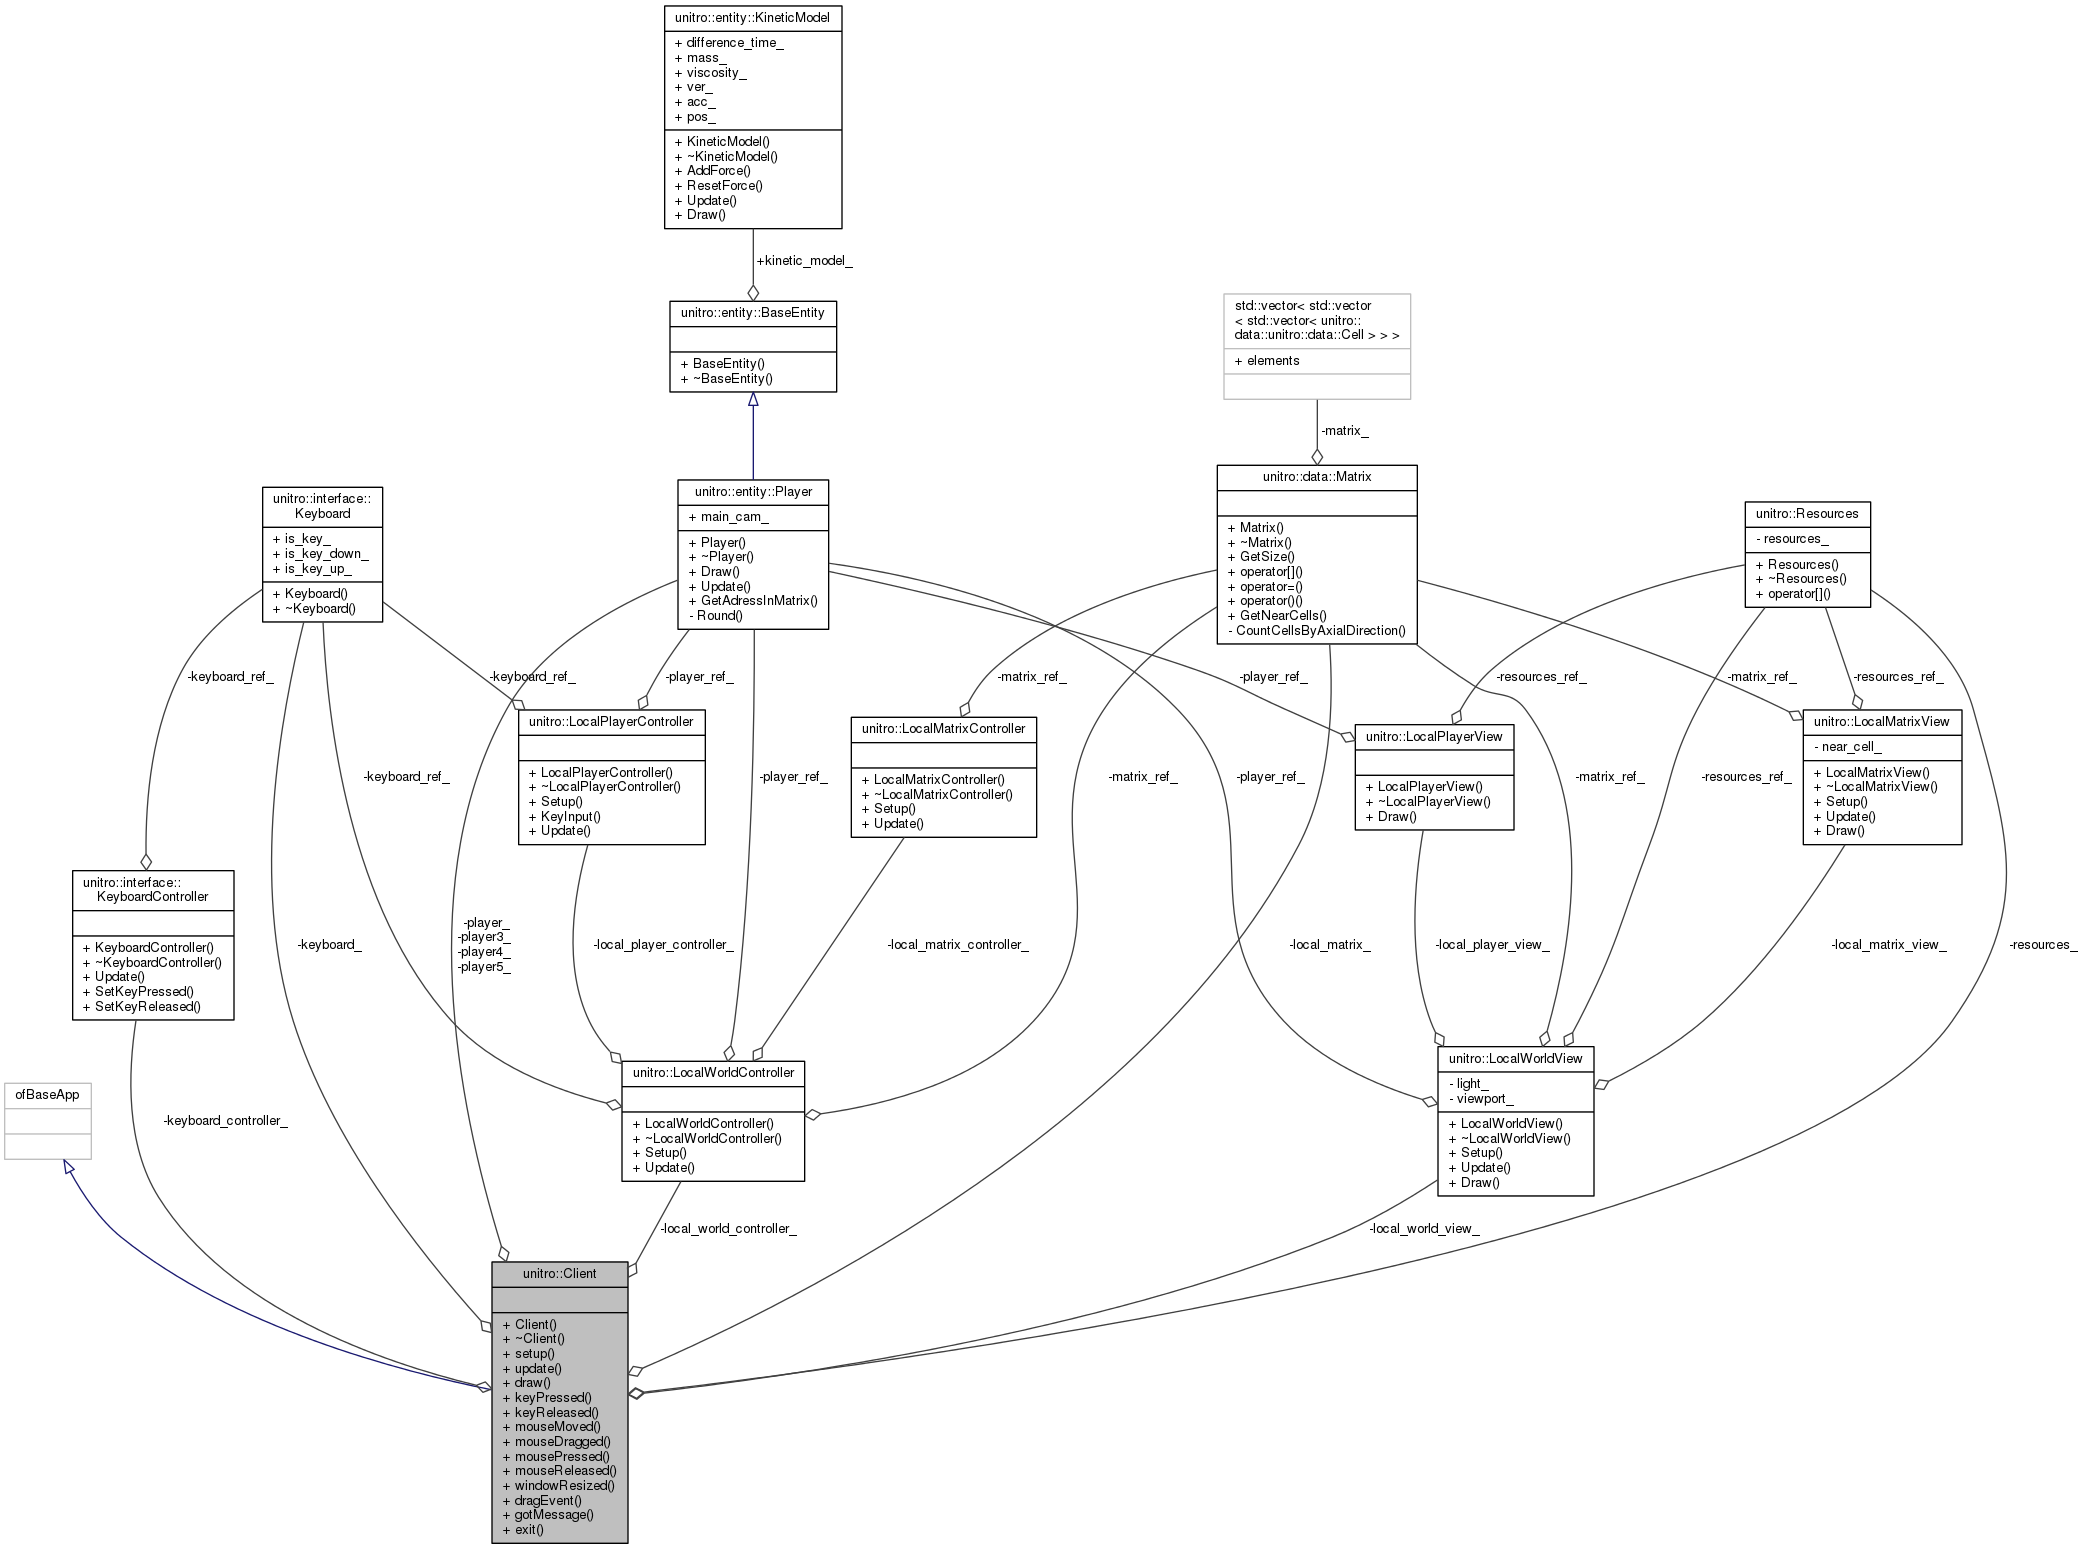 unitro::entity::KineticModel
+ difference_time_
+ mass_
+ viscosity_
+ ver_
+ acc_
+ pos_
+ KineticModel()
+ ~KineticModel()
+ AddForce()
+ ResetForce()
+ Update()
+ Draw()
+kinetic_model_
unitro::entity::BaseEntity
+ BaseEntity()
+ ~BaseEntity()
std::vector< std::vector
< std::vector< unitro::
data::unitro::data::Cell > > >
+ elements
-matrix_
unitro::interface::
Keyboard
+ is_key_
+ is_key_down_
+ is_key_up_
+ Keyboard()
+ ~Keyboard()
unitro::entity::Player
+ main_cam_
+ Player()
+ ~Player()
+ Draw()
+ Update()
+ GetAdressInMatrix()
- Round()
unitro::data::Matrix
+ Matrix()
+ ~Matrix()
+ GetSize()
+ operator[]()
+ operator=()
+ operator()()
+ GetNearCells()
- CountCellsByAxialDirection()
unitro::Resources
- resources_
+ Resources()
+ ~Resources()
+ operator[]()
-keyboard_ref_
-keyboard_ref_
-player_ref_
-matrix_ref_
-player_ref_
-resources_ref_
-matrix_ref_
-resources_ref_
unitro::LocalPlayerController
+ LocalPlayerController()
+ ~LocalPlayerController()
+ Setup()
+ KeyInput()
+ Update()
unitro::LocalMatrixController
+ LocalMatrixController()
+ ~LocalMatrixController()
+ Setup()
+ Update()
unitro::LocalPlayerView
+ LocalPlayerView()
+ ~LocalPlayerView()
+ Draw()
unitro::LocalMatrixView
- near_cell_
+ LocalMatrixView()
+ ~LocalMatrixView()
+ Setup()
+ Update()
+ Draw()
-keyboard_ref_
-player_ref_
-matrix_ref_
-player_ref_
-matrix_ref_
-resources_ref_
unitro::interface::
KeyboardController
+ KeyboardController()
+ ~KeyboardController()
+ Update()
+ SetKeyPressed()
+ SetKeyReleased()
-keyboard_
-player_
-player3_
-player4_
-player5_
-local_player_controller_
-local_matrix_controller_
-local_matrix_
-local_player_view_
-local_matrix_view_
-resources_
ofBaseApp
-keyboard_controller_
unitro::LocalWorldController
+ LocalWorldController()
+ ~LocalWorldController()
+ Setup()
+ Update()
unitro::LocalWorldView
- light_
- viewport_
+ LocalWorldView()
+ ~LocalWorldView()
+ Setup()
+ Update()
+ Draw()
-local_world_controller_
-local_world_view_
unitro::Client
+ Client()
+ ~Client()
+ setup()
+ update()
+ draw()
+ keyPressed()
+ keyReleased()
+ mouseMoved()
+ mouseDragged()
+ mousePressed()
+ mouseReleased()
+ windowResized()
+ dragEvent()
+ gotMessage()
+ exit()